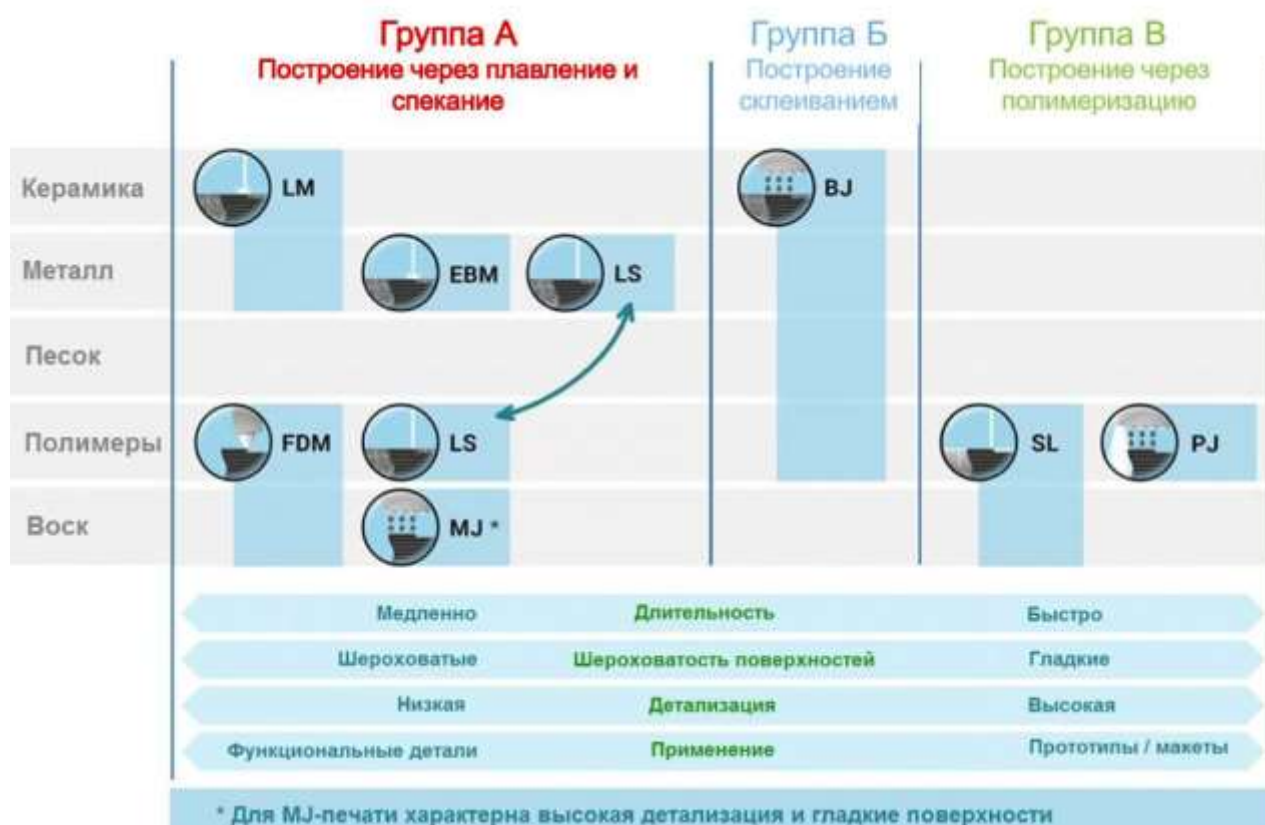 Группа А
Построение через плавление и
спекание
Группа Б
Построение
склеиванием
Группа В
Построение через
полимеризацию
Керамика
LM
BJ
Металл
EBM
LS
Песок
Полимеры
FDM
LS
SL
PJ
Воск
MJ *
Медленно
Длительность
Быстро
Шероховатые
Шероховатость поверхностей
Гладкие
Низкая
Детализация
Высокая
Функциональные детали
Применение
Прототипы / макеты
* Для MJ-печати характерна высокая детализация и гладкие поверхности